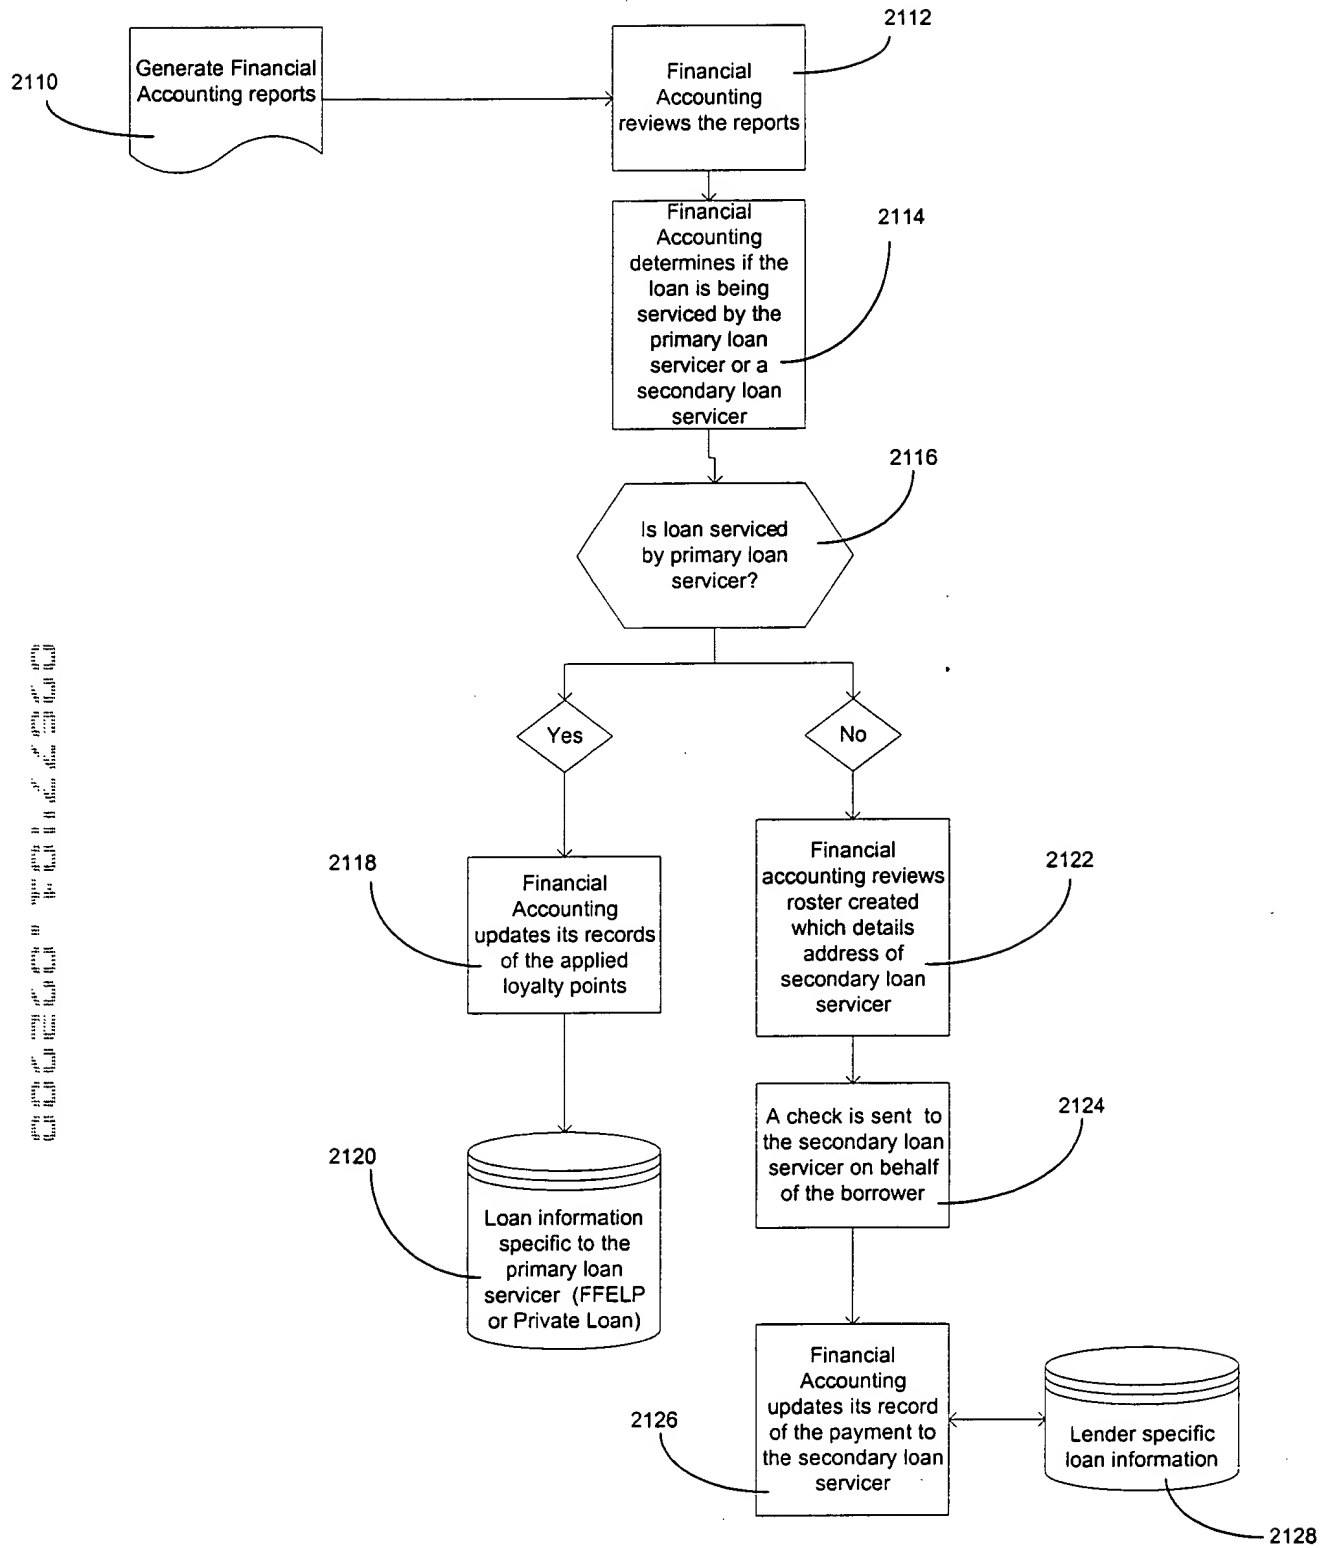 2110
Generate Financial
Accounting reports
2112
Financial
Accounting
reviews the reports
2114
Financial
Accounting
determines if the
loan is being
serviced by the
primary loan
servicer or a
secondary loan
servicer
2116
Is loan serviced
by primary loan
servicer?
Yes
No
2118
Financial
Accounting
updates its records
of the applied
loyalty points
2122
Financial
accounting reviews
roster created
which details
address of
secondary loan
servicer
2120
Loan information
specific to the
primary loan
servicer (FFELP
or Private Loan)
2124
A check is sent to
the secondary loan
servicer on behalf
of the borrower
2126
Financial
Accounting
updates its record
of the payment to
the secondary loan
servicer
Lender specific
loan information
2128